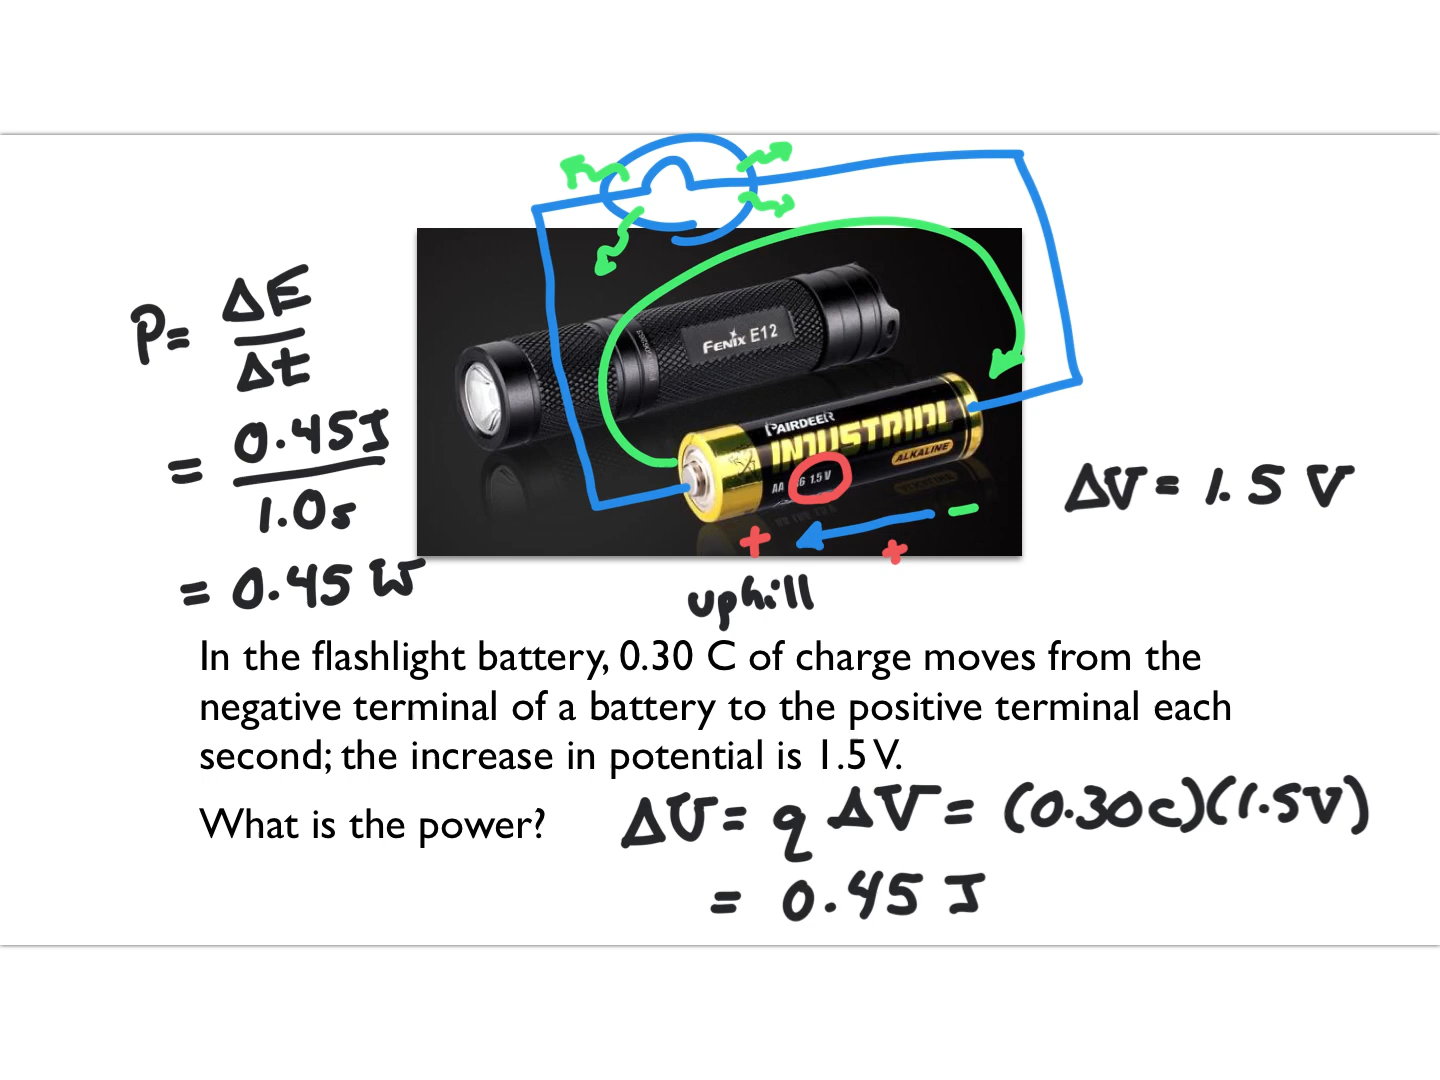 P = ΔE / Δt
= 0.45J / 1.0s
= 0.45 W
FENIX E12
PAIRDEER
INDUSTRIAL
ALKALINE
AA 1.5V
ΔV = 1.5 V
+
-
+
uphill
In the flashlight battery, 0.30 C of charge moves from the
negative terminal of a battery to the positive terminal each
second; the increase in potential is 1.5 V.
What is the power?
ΔU = q ΔV = (0.30C)(1.5V)
= 0.45 J